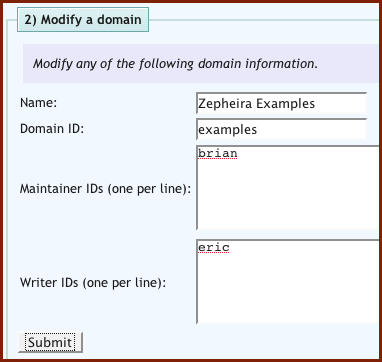 2) Modify a domain
Modify any of the following domain information.
Name: Zepheira Examples
Domain ID: examples
brian
Maintainer IDs (one per line):
eric
Writer IDs (one per line):
Submit